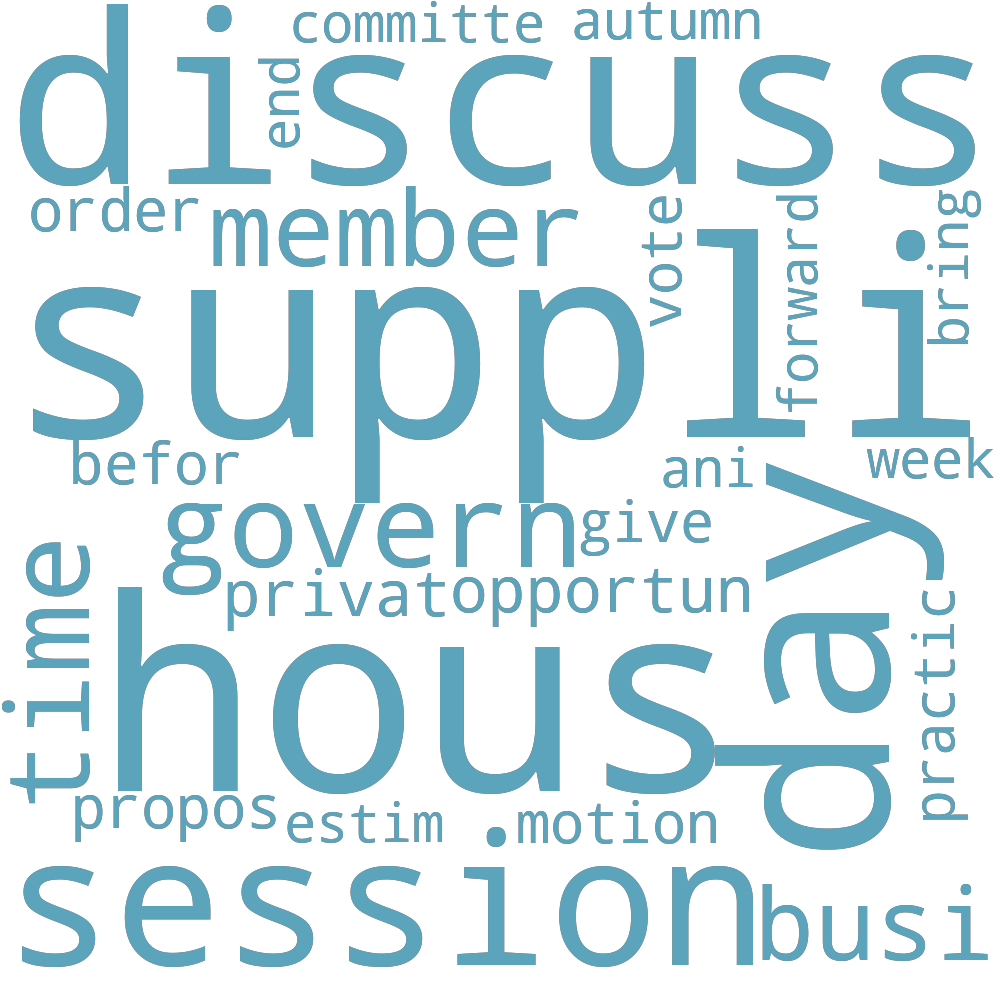 committe
autumn
discuss
end
order
member
vote
forward
bring
suppli
befor
ani
week
govern
give
day
time
privat
opportun
hous
practic
propos
estim
motion
session
busi